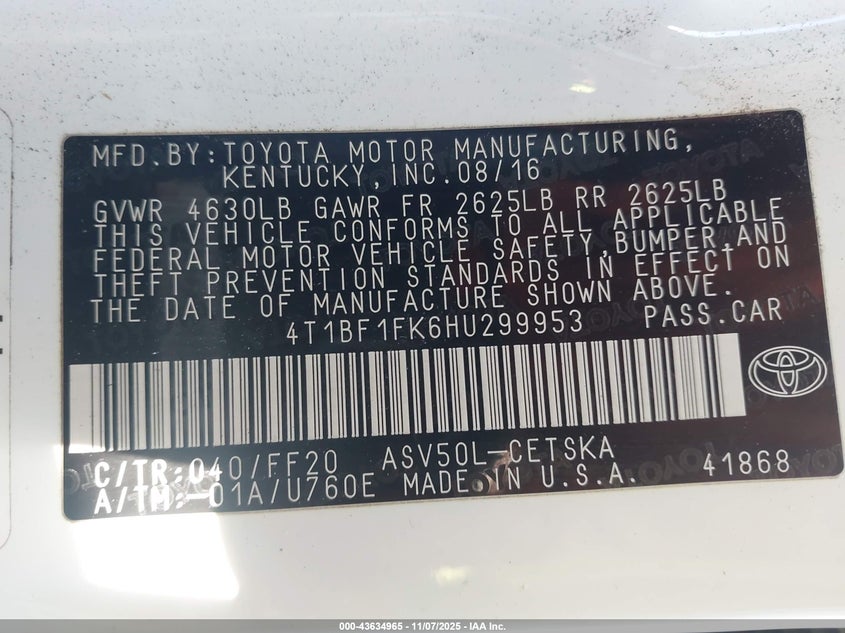 MFD.BY:TOYOTA MOTOR MANUFACTURING,
KENTUCKY,INC.08/16
GVWR 4630LB GAWR FR 2625LB RR 2625LB
THIS VEHICLE CONFORMS TO ALL APPLICABLE
FEDERAL MOTOR VEHICLE SAFETY,BUMPER,AND
THEFT PREVENTION STANDARDS IN EFFECT ON
THE DATE OF MANUFACTURE SHOWN ABOVE.
4T1BF1FK6HU299953 PASS.CAR
C/TR:040/FF20 ASV50L-CETSKA
A/TM:-01A/U760E MADE IN U.S.A. 41868
000-43634965 - 11/07/2025 - IAA Inc.